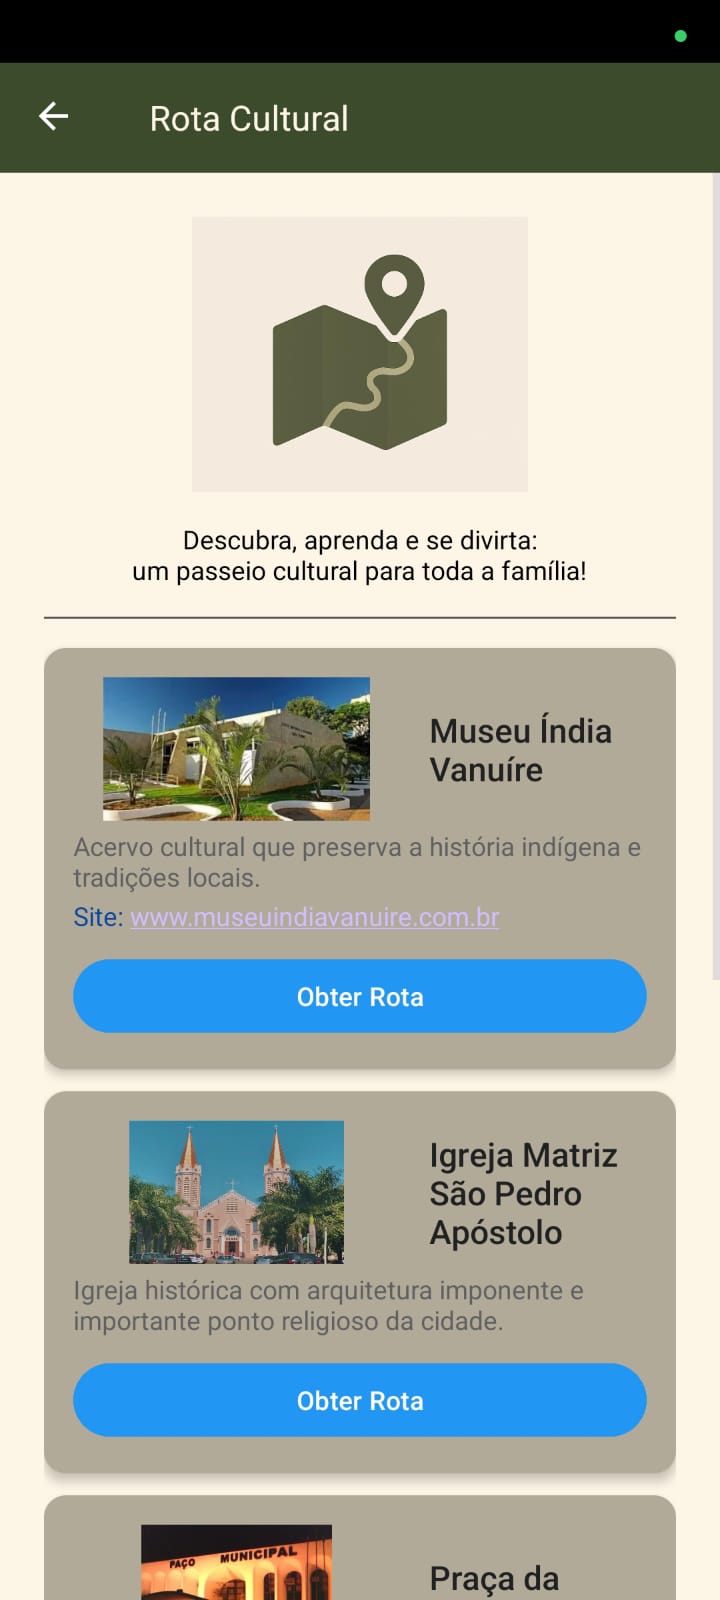 Rota Cultural
Descubra, aprenda e se divirta:
um passeio cultural para toda a família!
Museu Índia
Vanuíre
Acervo cultural que preserva a história indígena e
tradições locais.
Site: www.museuindiavanuire.com.br
Obter Rota
Igreja Matriz
São Pedro
Apóstolo
Igreja histórica com arquitetura imponente e
importante ponto religioso da cidade.
Obter Rota
PAÇO MUNICIPAL
Praça da